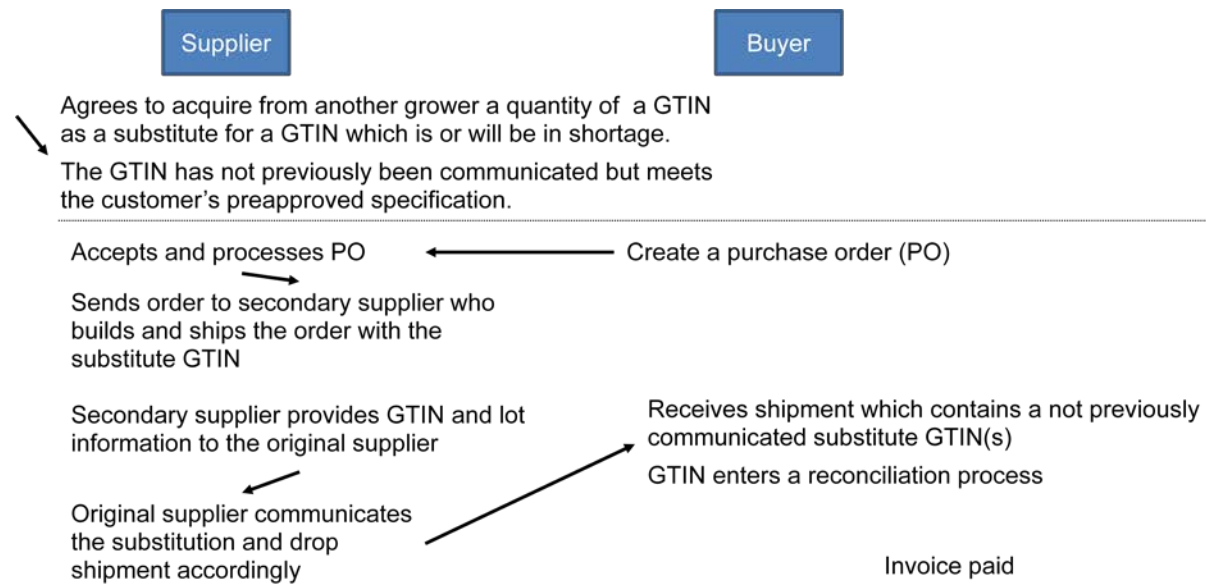 Supplier
Buyer
Agrees to acquire from another grower a quantity of a GTIN
as a substitute for a GTIN which is or will be in shortage.
The GTIN has not previously been communicated but meets
the customer’s preapproved specification.
Accepts and processes PO
Create a purchase order (PO)
Sends order to secondary supplier who
builds and ships the order with the
substitute GTIN
Secondary supplier provides GTIN and lot
information to the original supplier
Receives shipment which contains a not previously
communicated substitute GTIN(s)
GTIN enters a reconciliation process
Original supplier communicates
the substitution and drop
shipment accordingly
Invoice paid